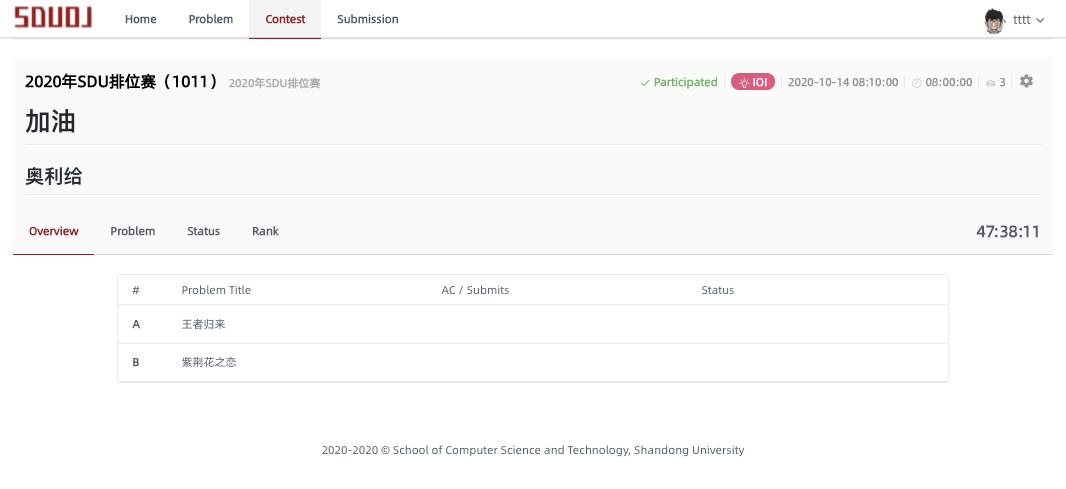 SDUOJ Home Problem Contest Submission tttt
2020年SDU排位赛（1011） 2020年SDU排位赛 Participated IOI 2020-10-14 08:10:00 08:00:00 3
加油
奥利给
Overview Problem Status Rank 47:38:11
# Problem Title AC / Submits Status
A 王者归来
B 紫荆花之恋
2020-2020 © School of Computer Science and Technology, Shandong University